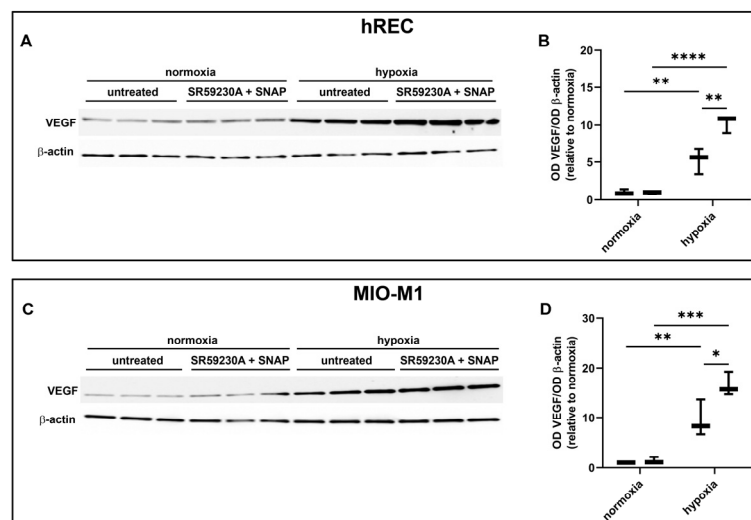 hREC
A
normoxia hypoxia
untreated SR59230A + SNAP untreated SR59230A + SNAP
VEGF
β-actin
B
OD VEGF/OD β-actin
(relative to normoxia)
20
15
10
5
0
****
**
**
normoxia
hypoxia
MIO-M1
C
normoxia hypoxia
untreated SR59230A + SNAP untreated SR59230A + SNAP
VEGF
β-actin
D
OD VEGF/OD β-actin
(relative to normoxia)
30
20
10
0
***
**
*
normoxia
hypoxia